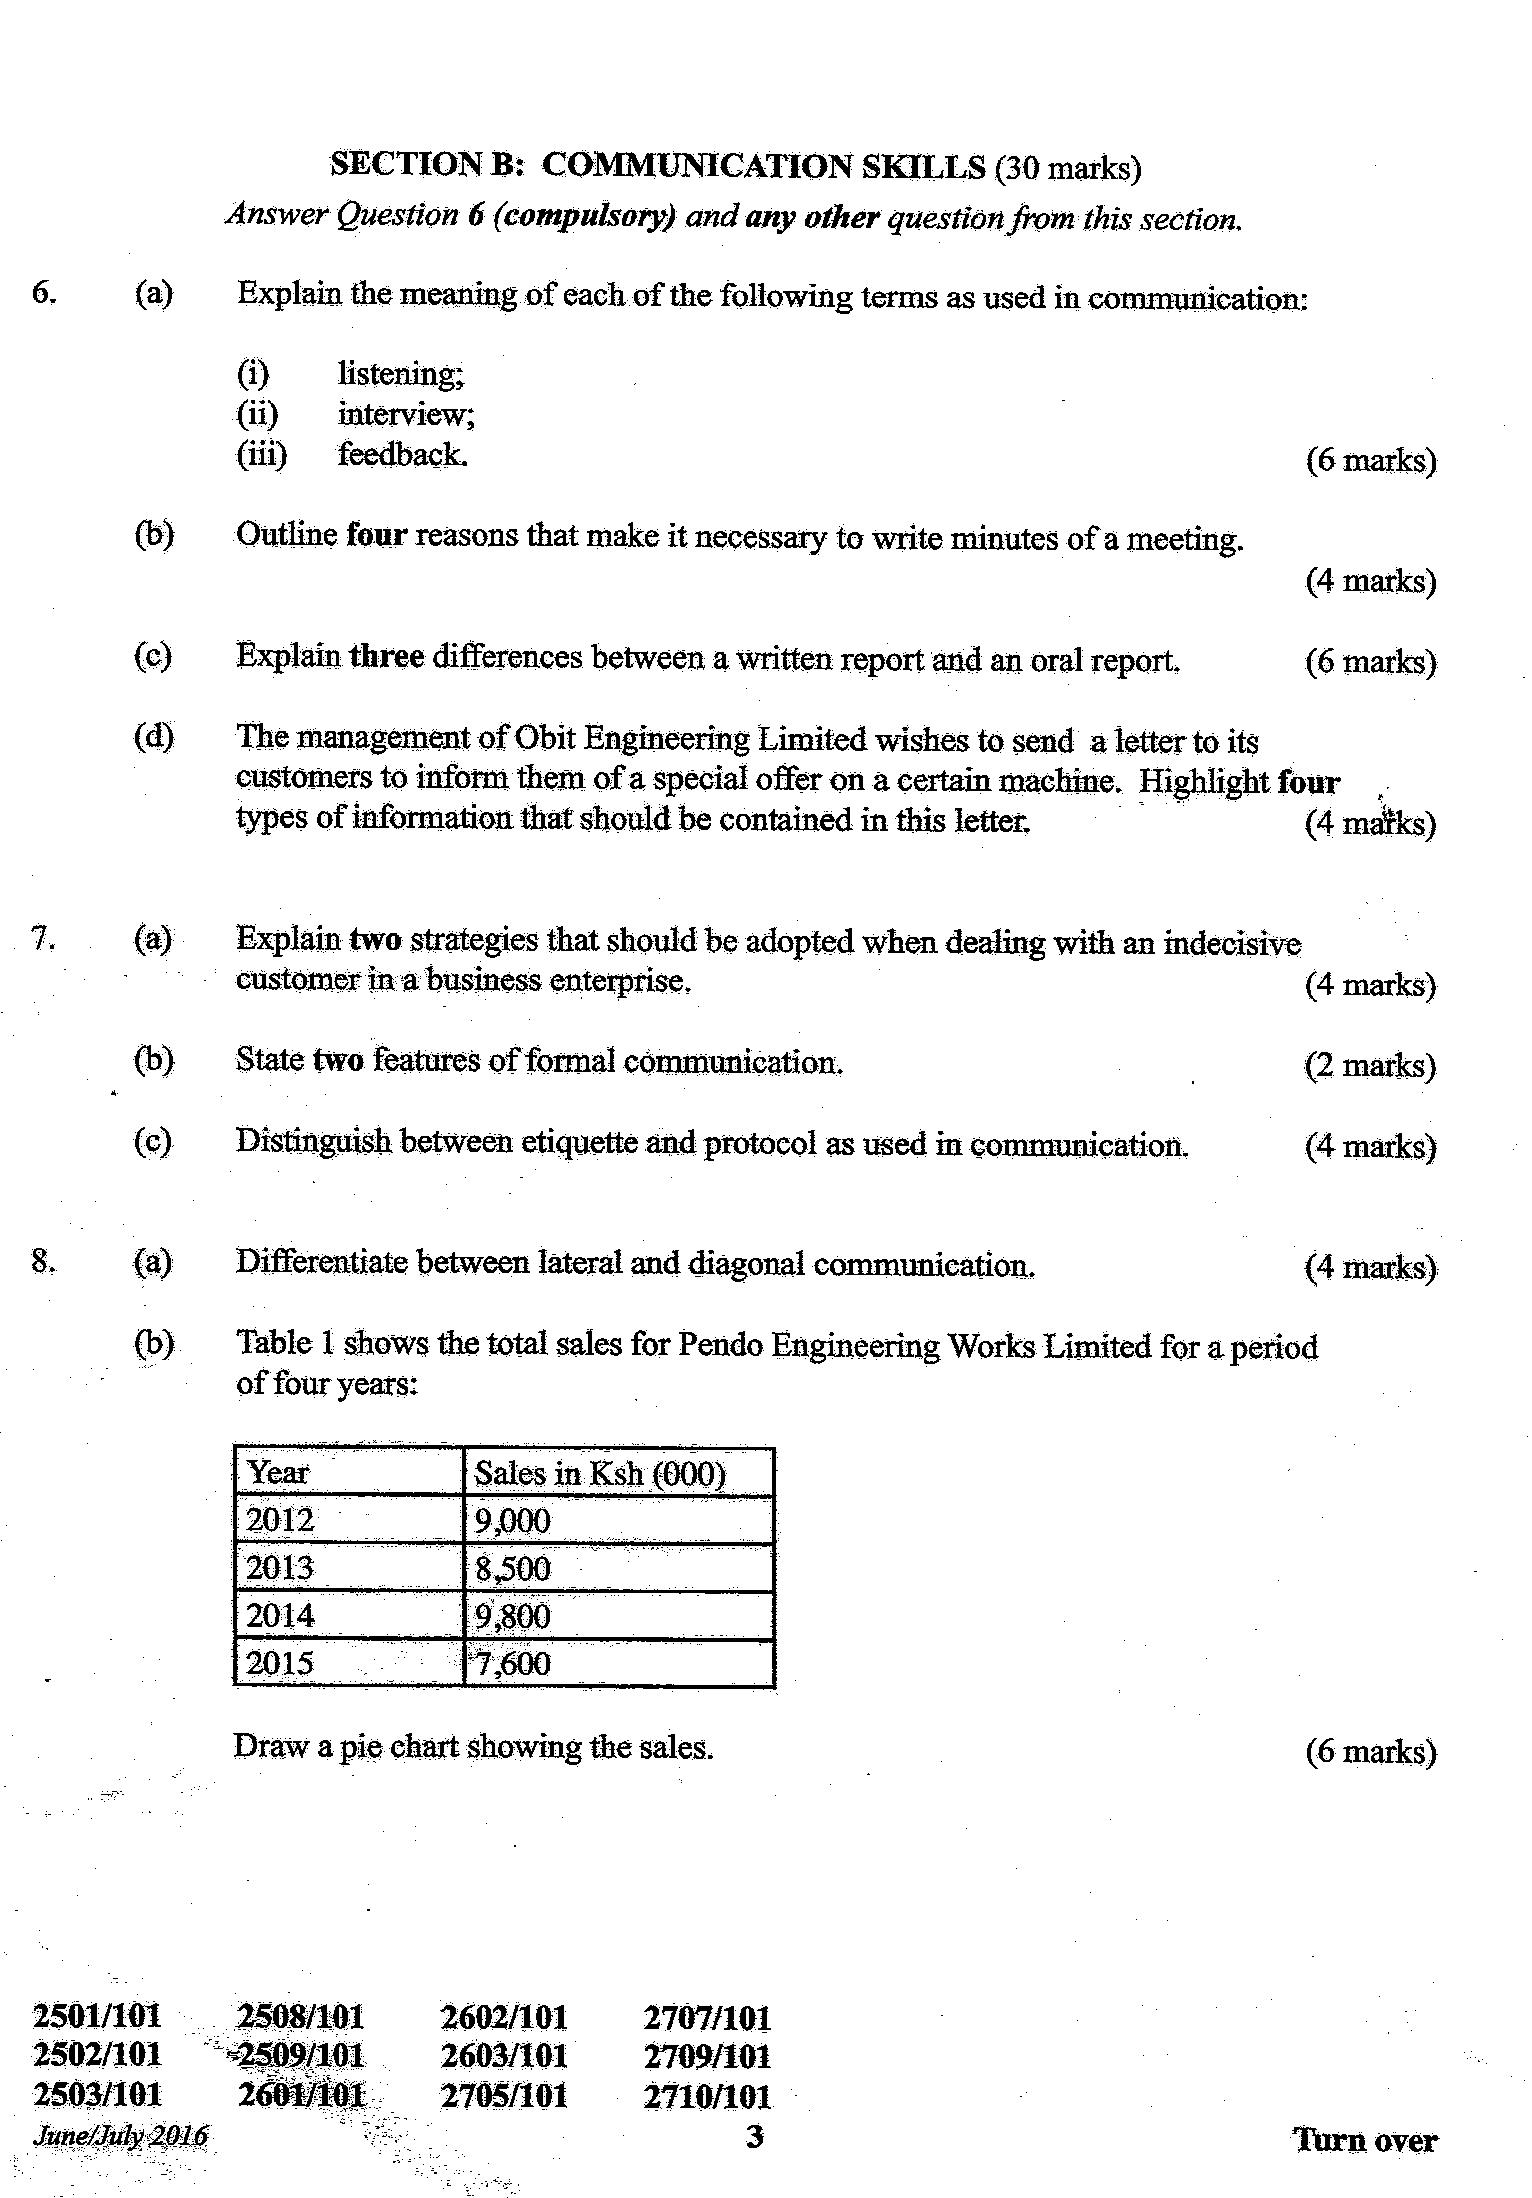 SECTION B: COMMUNICATION SKILLS (30 marks)
Answer Question 6 (compulsory) and any other question from this section.
6. (a) Explain the meaning of each of the following terms as used in communication:
(i) listening;
(ii) interview;
(iii) feedback. (6 marks)
(b) Outline four reasons that make it necessary to write minutes of a meeting.
(4 marks)
(c) Explain three differences between a written report and an oral report. (6 marks)
(d) The management of Obit Engineering Limited wishes to send a letter to its
customers to inform them of a special offer on a certain machine. Highlight four
types of information that should be contained in this letter. (4 marks)
7. (a) Explain two strategies that should be adopted when dealing with an indecisive
customer in a business enterprise. (4 marks)
(b) State two features of formal communication. (2 marks)
(c) Distinguish between etiquette and protocol as used in communication. (4 marks)
8. (a) Differentiate between lateral and diagonal communication. (4 marks)
(b) Table 1 shows the total sales for Pendo Engineering Works Limited for a period
of four years:
Year Sales in Ksh (000)
2012 9,000
2013 8,500
2014 9,800
2015 7,600
Draw a pie chart showing the sales. (6 marks)
2501/101 2508/101 2602/101 2707/101
2502/101 2509/101 2603/101 2709/101
2503/101 2601/101 2705/101 2710/101
June/July 2016 3 Turn over